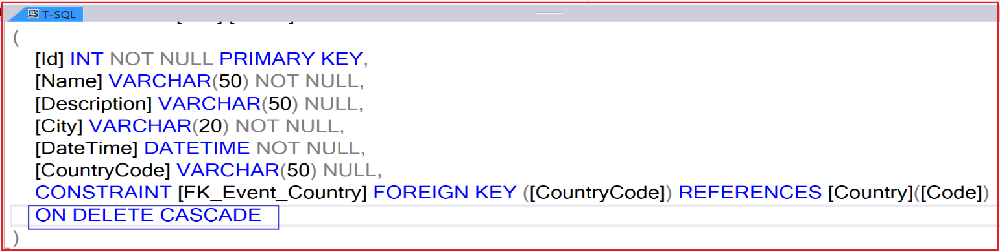 T-SQL
(
[Id] INT NOT NULL PRIMARY KEY,
[Name] VARCHAR(50) NOT NULL,
[Description] VARCHAR(50) NULL,
[City] VARCHAR(20) NOT NULL,
[DateTime] DATETIME NOT NULL,
[CountryCode] VARCHAR(50) NULL,
CONSTRAINT [FK_Event_Country] FOREIGN KEY ([CountryCode]) REFERENCES [Country]([Code])
ON DELETE CASCADE
)